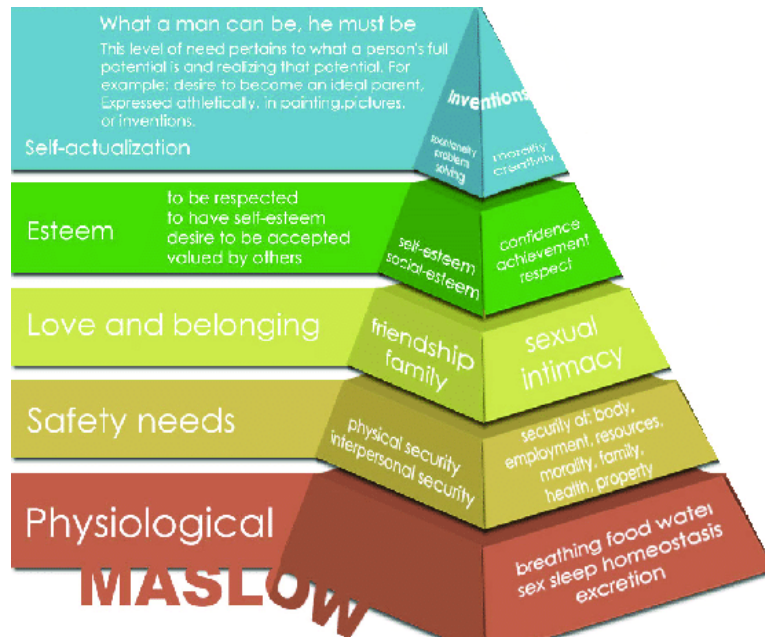 What a man can be, he must be
This level of need pertains to what a person's full
potential is and realizing that potential. For
example: desire to become an ideal parent,
Expressed athletically, in painting,pictures,
or inventions.
Self-actualization
inventions
spontaneity
problem
solving
morality
creativity
Esteem
to be respected
to have self-esteem
desire to be accepted
valued by others
self-esteem
social-esteem
confidence
achievement
respect
Love and belonging
friendship
family
sexual
intimacy
Safety needs
physical security
interpersonal security
security of: body,
employment, resources,
morality, family,
health, property
Physiological
breathing food water
sex sleep homeostasis
excretion
MASLOW